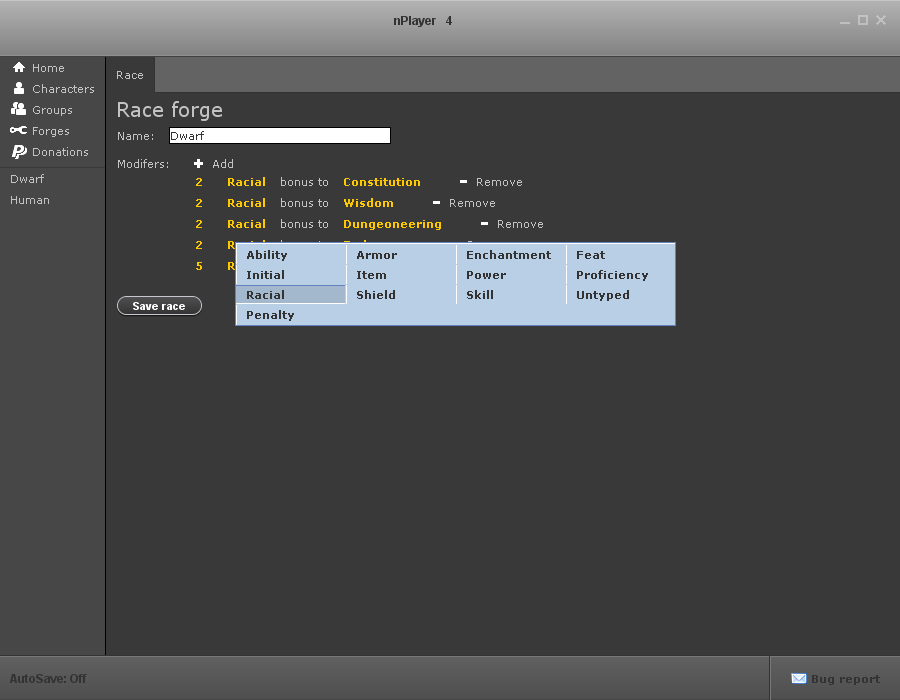 nPlayer 4
Home
Characters
Groups
Forges
Donations
Dwarf
Human
Race
Race forge
Name: Dwarf
Modifers: Add
2 Racial bonus to Constitution Remove
2 Racial bonus to Wisdom Remove
2 Racial bonus to Dungeoneering Remove
2
5
Ability Armor Enchantment Feat
Initial Item Power Proficiency
Racial Shield Skill Untyped
Penalty
Save race
AutoSave: Off
Bug report